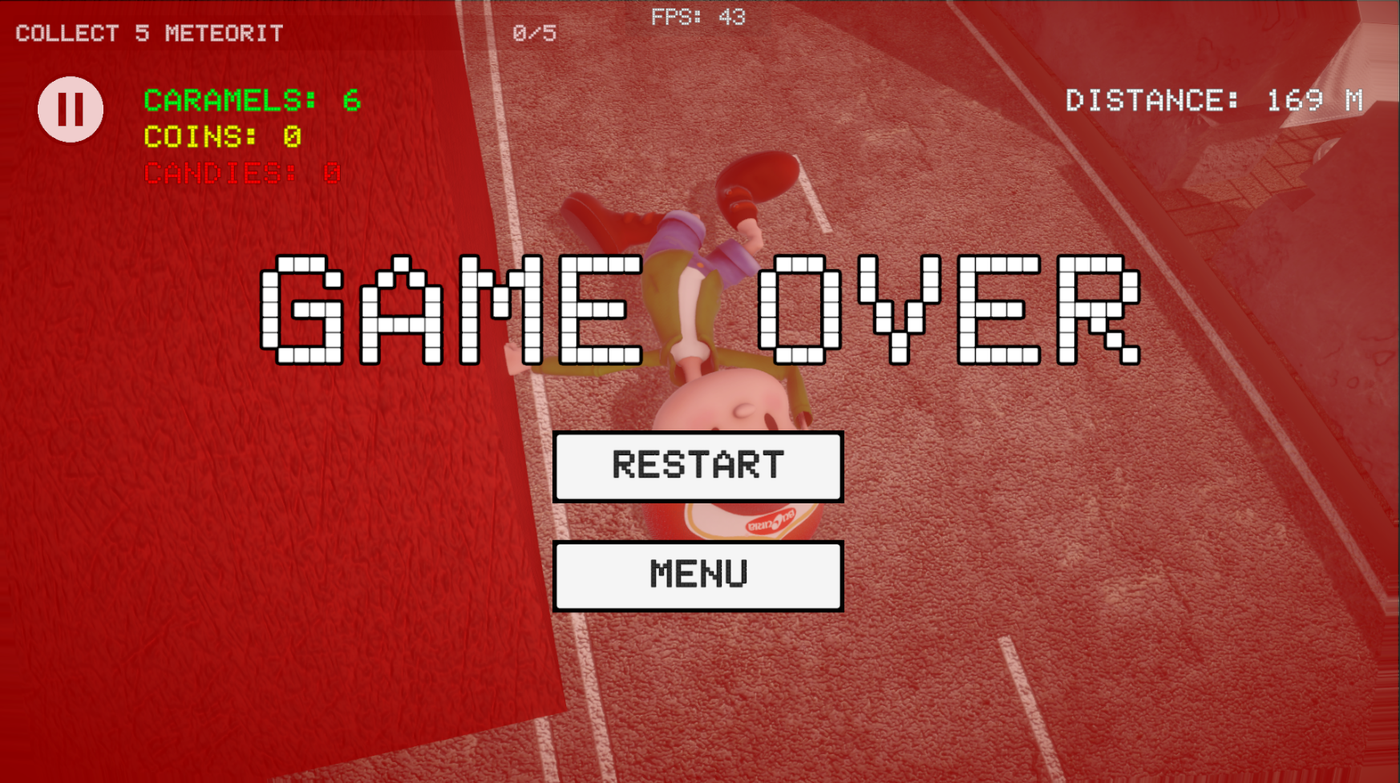 FPS: 43
COLLECT 5 METEORIT 0/5
CARAMELS: 6
COINS: 0
CANDIES: 0
DISTANCE: 169 M
GAME OVER
RESTART
MENU